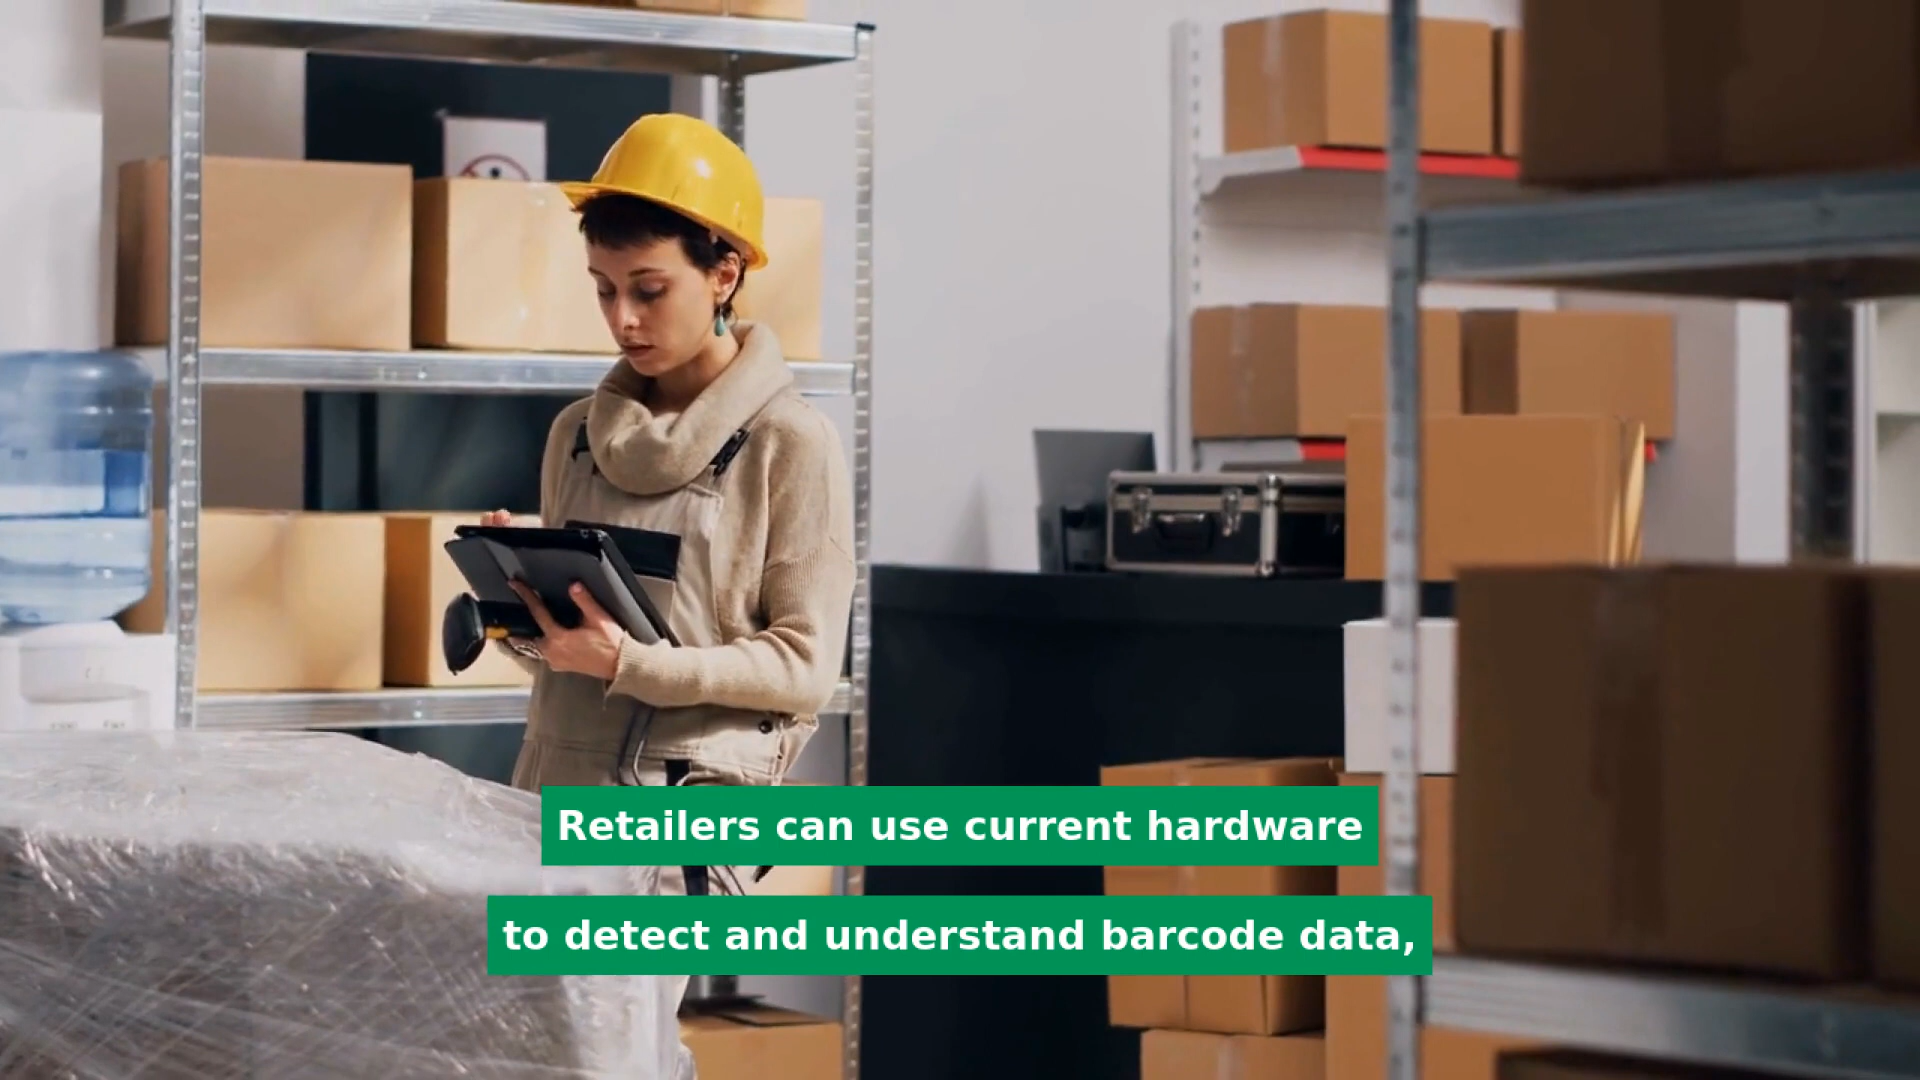 Retailers can use current hardware
to detect and understand barcode data,